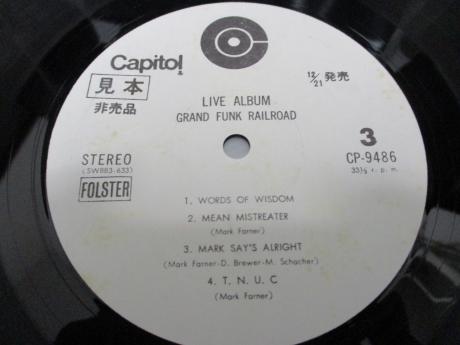 Capitol
見本
非売品
12/21 発売
LIVE ALBUM
GRAND FUNK RAILROAD
STEREO
(SWBB3-633)
FOLSTER
3
CP-9486
33⅓ r. p. m.
1. WORDS OF WISDOM
2. MEAN MISTREATER
(Mark Farner)
3. MARK SAY'S ALRIGHT
(Mark Farner-D. Brewer-M. Schacher)
4. T. N. U. C
(Mark Farner)